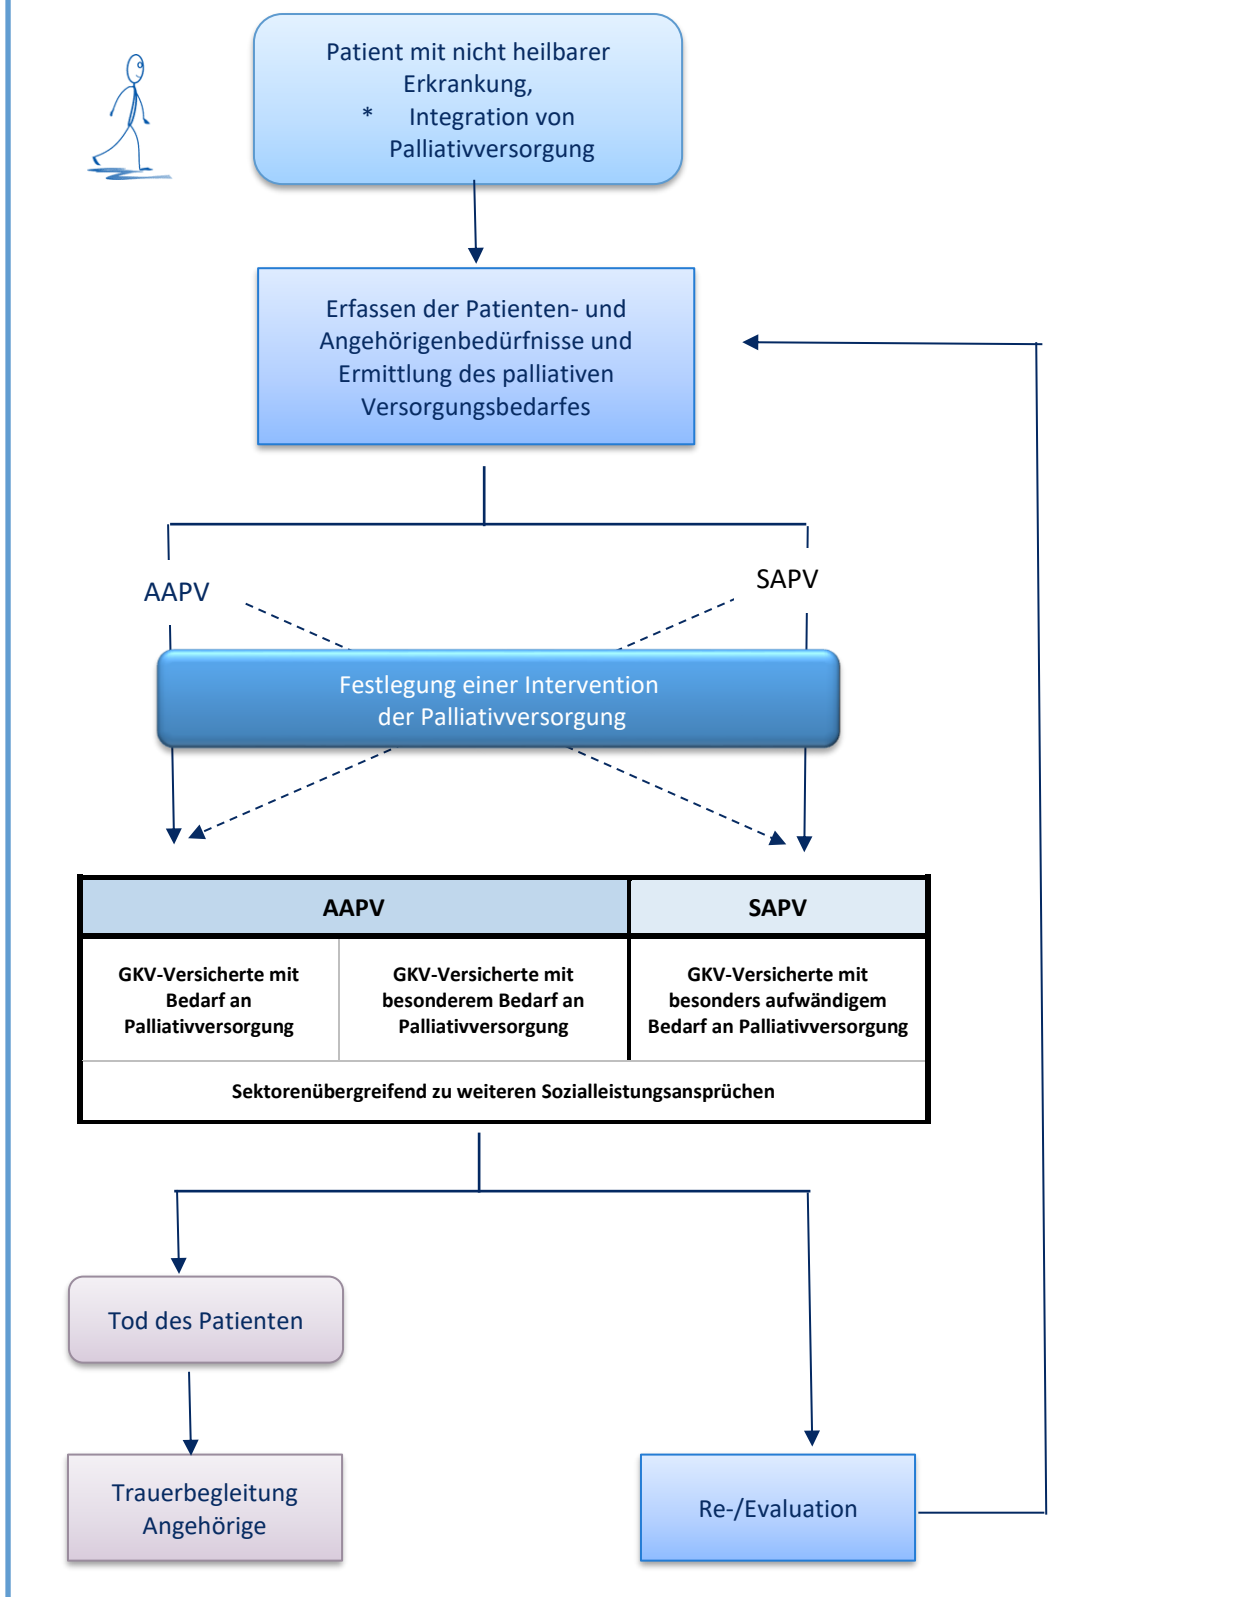 Patient mit nicht heilbarer
Erkrankung,
* Integration von
Palliativversorgung
Erfassen der Patienten- und
Angehörigenbedürfnisse und
Ermittlung des palliativen
Versorgungsbedarfes
AAPV
SAPV
Festlegung einer Intervention
der Palliativversorgung
AAPV
SAPV
GKV-Versicherte mit
Bedarf an
Palliativversorgung
GKV-Versicherte mit
besonderem Bedarf an
Palliativversorgung
GKV-Versicherte mit
besonders aufwändigem
Bedarf an Palliativversorgung
Sektorenübergreifend zu weiteren Sozialleistungsansprüchen
Tod des Patienten
Trauerbegleitung
Angehörige
Re-/Evaluation